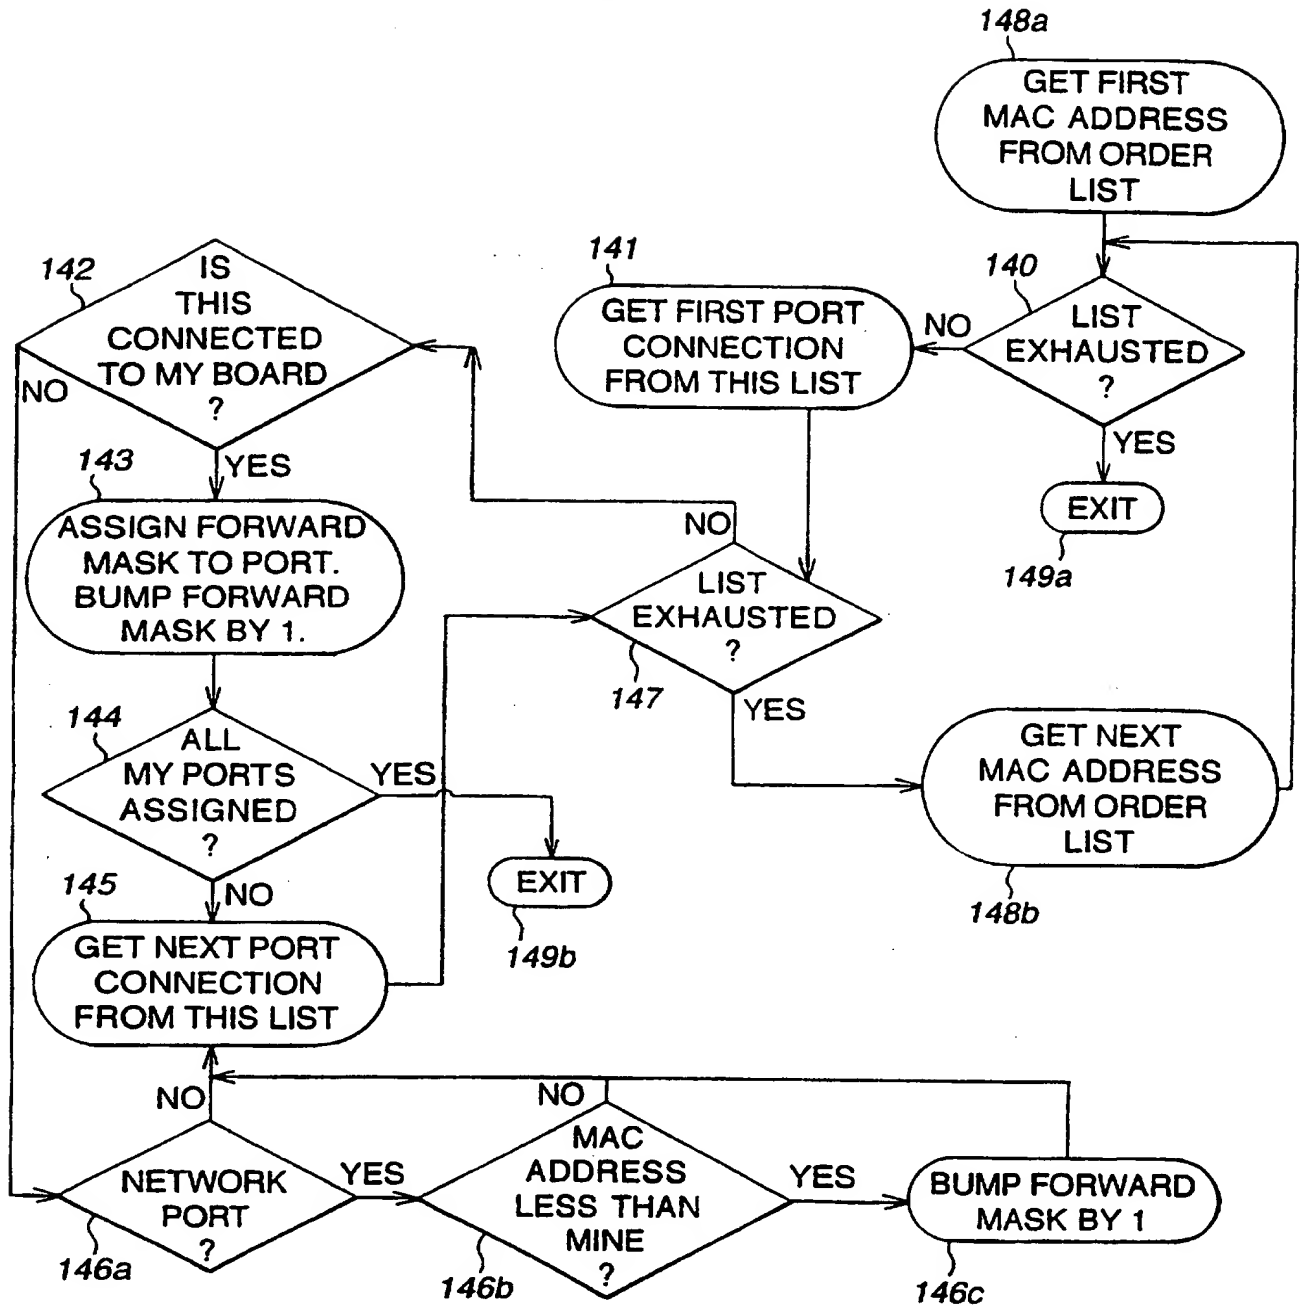 148a
GET FIRST
MAC ADDRESS
FROM ORDER
LIST
140
LIST
EXHAUSTED
?
NO
YES
EXIT
149a
141
GET FIRST PORT
CONNECTION
FROM THIS LIST
142
IS
THIS
CONNECTED
TO MY BOARD
?
NO
YES
143
ASSIGN FORWARD
MASK TO PORT.
BUMP FORWARD
MASK BY 1.
NO
LIST
EXHAUSTED
?
147
YES
144
ALL
MY PORTS
ASSIGNED
?
YES
NO
EXIT
149b
GET NEXT
MAC ADDRESS
FROM ORDER
LIST
148b
145
GET NEXT PORT
CONNECTION
FROM THIS LIST
NO
NETWORK
PORT
?
146a
YES
NO
MAC
ADDRESS
LESS THAN
MINE
?
146b
YES
BUMP FORWARD
MASK BY 1
146c